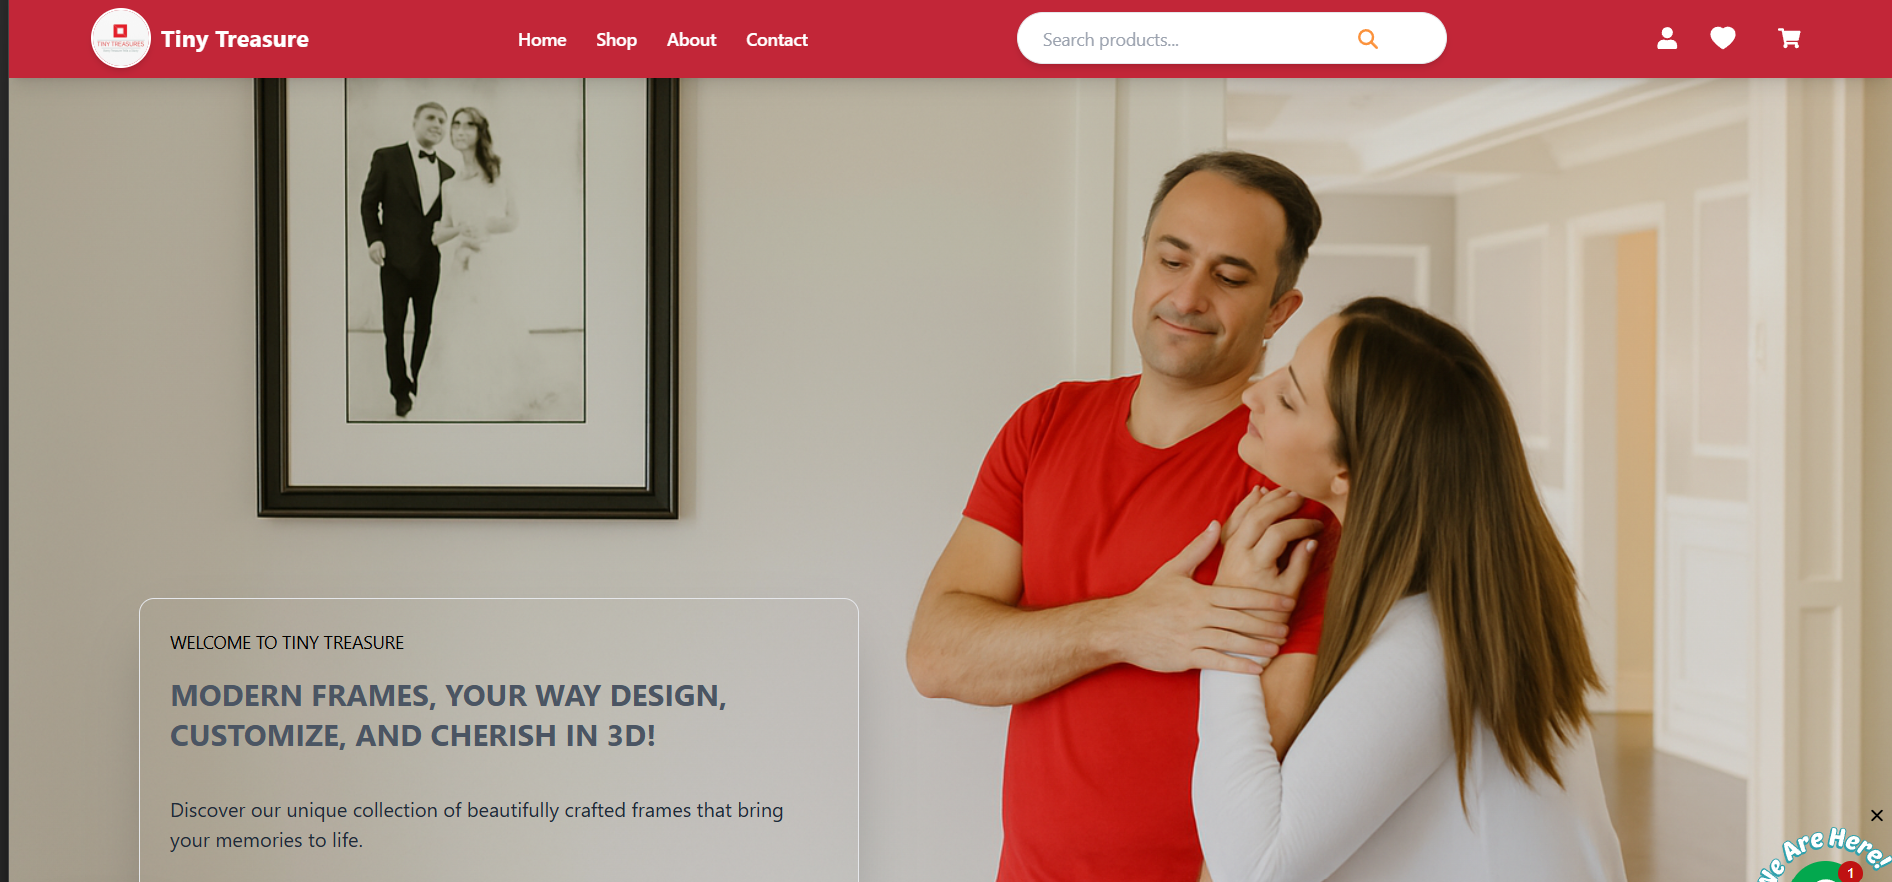 TINY TREASURES
Tiny Treasure
Home
Shop
About
Contact
Search products...
WELCOME TO TINY TREASURE
MODERN FRAMES, YOUR WAY DESIGN,
CUSTOMIZE, AND CHERISH IN 3D!
Discover our unique collection of beautifully crafted frames that bring
your memories to life.
We Are Here!
1